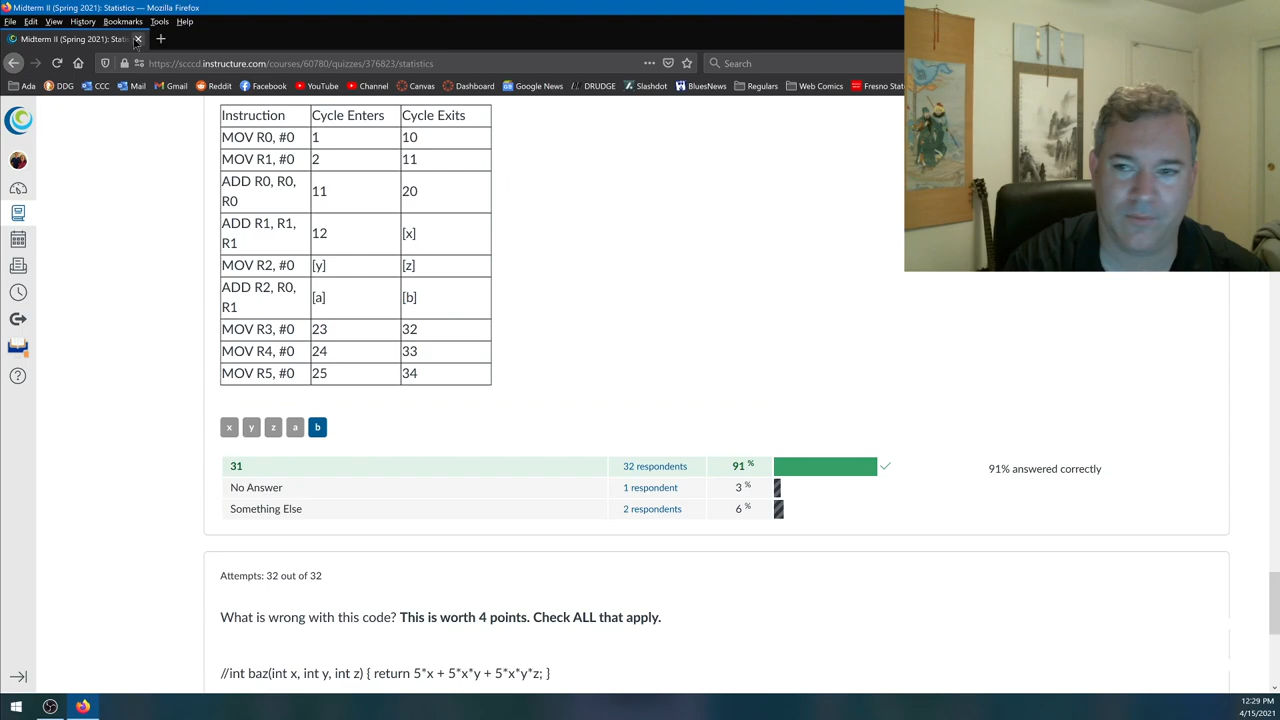 Midterm II (Spring 2021): Statistics — Mozilla Firefox
File Edit View History Bookmarks Tools Help
Midterm II (Spring 2021): Statis
https://scccd.instructure.com/courses/60780/quizzes/376823/statistics
Search
Ada DDG CCC Mail Gmail Reddit Facebook YouTube Channel Canvas Dashboard Google News DRUDGE Slashdot BluesNews Regulars Web Comics Fresno Sta
Instruction Cycle Enters Cycle Exits
MOV R0, #0 1 10
MOV R1, #0 2 11
ADD R0, R0,
R0 11 20
ADD R1, R1,
R1 12 [x]
MOV R2, #0 [y] [z]
ADD R2, R0,
R1 [a] [b]
MOV R3, #0 23 32
MOV R4, #0 24 33
MOV R5, #0 25 34
x y z a b
31 32 respondents 91 % 91% answered correctly
No Answer 1 respondent 3 %
Something Else 2 respondents 6 %
Attempts: 32 out of 32
What is wrong with this code? This is worth 4 points. Check ALL that apply.
//int baz(int x, int y, int z) { return 5*x + 5*x*y + 5*x*y*z; }
12:29 PM
4/15/2021